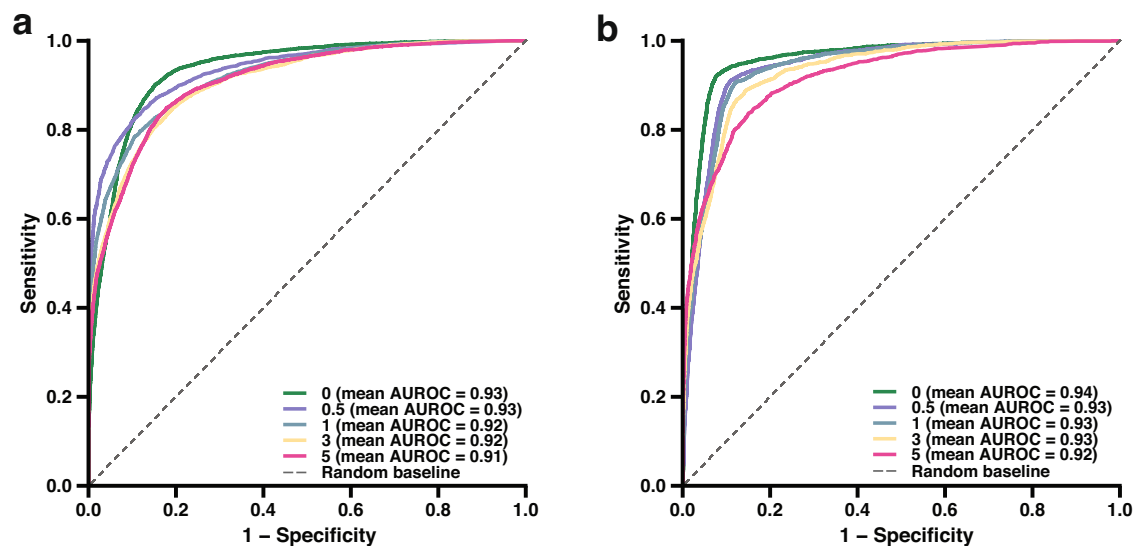 a
1.0
0.8
0.6
0.4
0.2
0.0
Sensitivity
0 (mean AUROC = 0.93)
0.5 (mean AUROC = 0.93)
1 (mean AUROC = 0.92)
3 (mean AUROC = 0.92)
5 (mean AUROC = 0.91)
Random baseline
0.0 0.2 0.4 0.6 0.8 1.0
1 − Specificity
b
1.0
0.8
0.6
0.4
0.2
0.0
Sensitivity
0 (mean AUROC = 0.94)
0.5 (mean AUROC = 0.93)
1 (mean AUROC = 0.93)
3 (mean AUROC = 0.93)
5 (mean AUROC = 0.92)
Random baseline
0.0 0.2 0.4 0.6 0.8 1.0
1 − Specificity